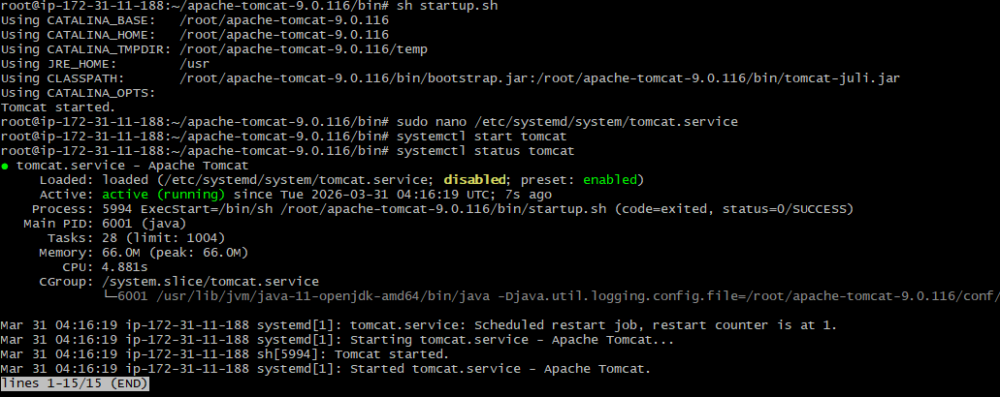 root@ip-172-31-11-188:~/apache-tomcat-9.0.116/bin# sh startup.sh
Using CATALINA_BASE:   /root/apache-tomcat-9.0.116
Using CATALINA_HOME:   /root/apache-tomcat-9.0.116
Using CATALINA_TMPDIR: /root/apache-tomcat-9.0.116/temp
Using JRE_HOME:        /usr
Using CLASSPATH:       /root/apache-tomcat-9.0.116/bin/bootstrap.jar:/root/apache-tomcat-9.0.116/bin/tomcat-juli.jar
Using CATALINA_OPTS:
Tomcat started.
root@ip-172-31-11-188:~/apache-tomcat-9.0.116/bin# sudo nano /etc/systemd/system/tomcat.service
root@ip-172-31-11-188:~/apache-tomcat-9.0.116/bin# systemctl start tomcat
root@ip-172-31-11-188:~/apache-tomcat-9.0.116/bin# systemctl status tomcat
● tomcat.service - Apache Tomcat
     Loaded: loaded (/etc/systemd/system/tomcat.service; disabled; preset: enabled)
     Active: active (running) since Tue 2026-03-31 04:16:19 UTC; 7s ago
    Process: 5994 ExecStart=/bin/sh /root/apache-tomcat-9.0.116/bin/startup.sh (code=exited, status=0/SUCCESS)
   Main PID: 6001 (java)
      Tasks: 28 (limit: 1004)
     Memory: 66.0M (peak: 66.0M)
        CPU: 4.881s
     CGroup: /system.slice/tomcat.service
             └─6001 /usr/lib/jvm/java-11-openjdk-amd64/bin/java -Djava.util.logging.config.file=/root/apache-tomcat-9.0.116/conf/
Mar 31 04:16:19 ip-172-31-11-188 systemd[1]: tomcat.service: Scheduled restart job, restart counter is at 1.
Mar 31 04:16:19 ip-172-31-11-188 systemd[1]: Starting tomcat.service - Apache Tomcat...
Mar 31 04:16:19 ip-172-31-11-188 sh[5994]: Tomcat started.
Mar 31 04:16:19 ip-172-31-11-188 systemd[1]: Started tomcat.service - Apache Tomcat.
lines 1-15/15 (END)